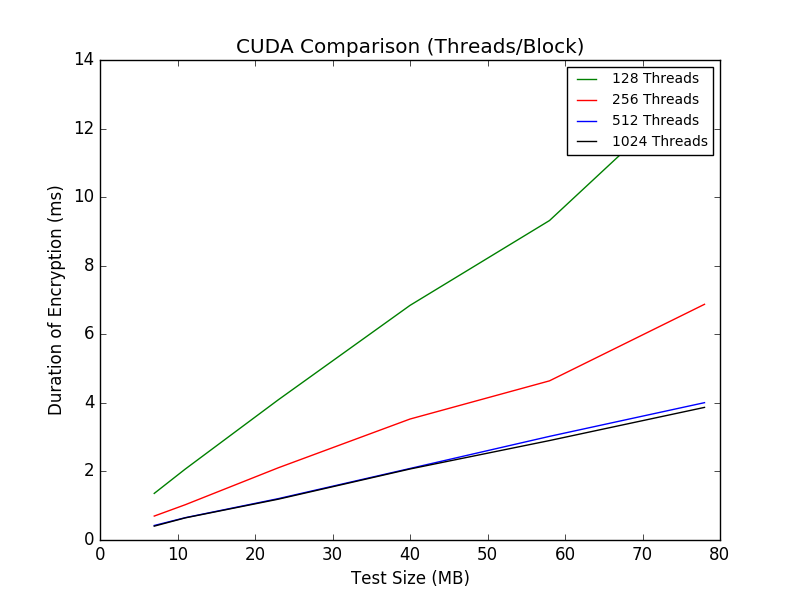 CUDA Comparison (Threads/Block)
128 Threads
256 Threads
512 Threads
1024 Threads
Duration of Encryption (ms)
14
12
10
8
6
4
2
0
0 10 20 30 40 50 60 70 80
Test Size (MB)